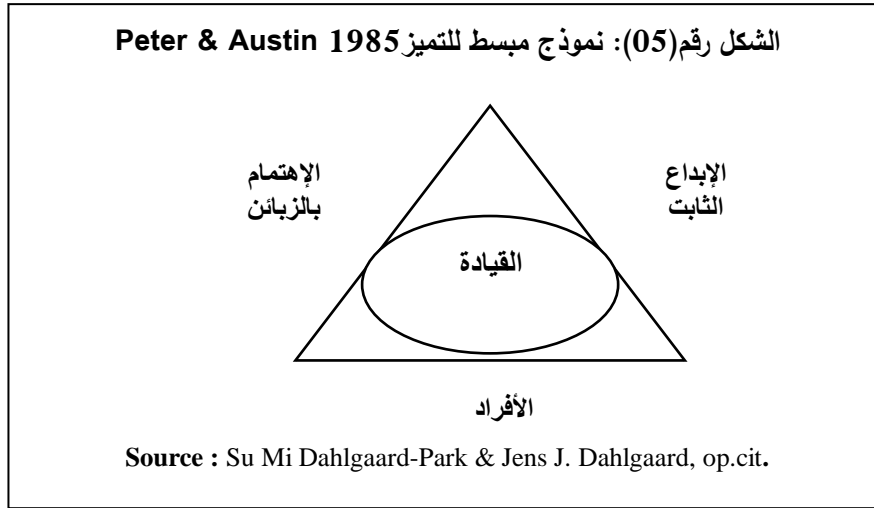 الشكل رقم(05): نموذج مبسط للتميز1985 Peter & Austin
الإبداع
الثابت
الإهتمام
بالزبائن
القيادة
الأفراد
Source : Su Mi Dahlgaard-Park & Jens J. Dahlgaard, op.cit.